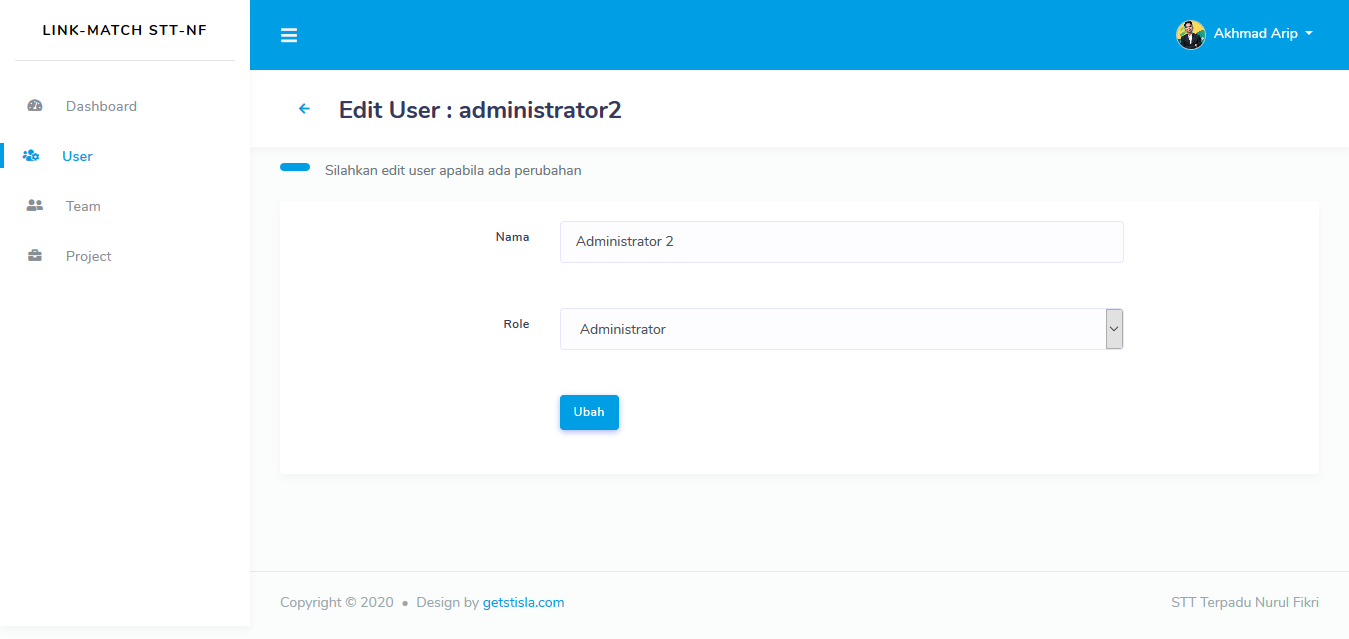 LINK-MATCH STT-NF
Akhmad Arip
Dashboard
User
Team
Project
Edit User : administrator2
Silahkan edit user apabila ada perubahan
Nama
Administrator 2
Role
Administrator
Ubah
Copyright © 2020 • Design by getstisla.com
STT Terpadu Nurul Fikri